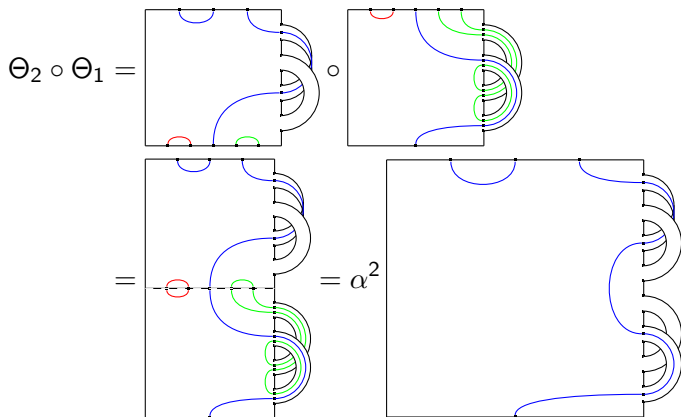 Θ₂ ∘ Θ₁ = ∘
= = α²